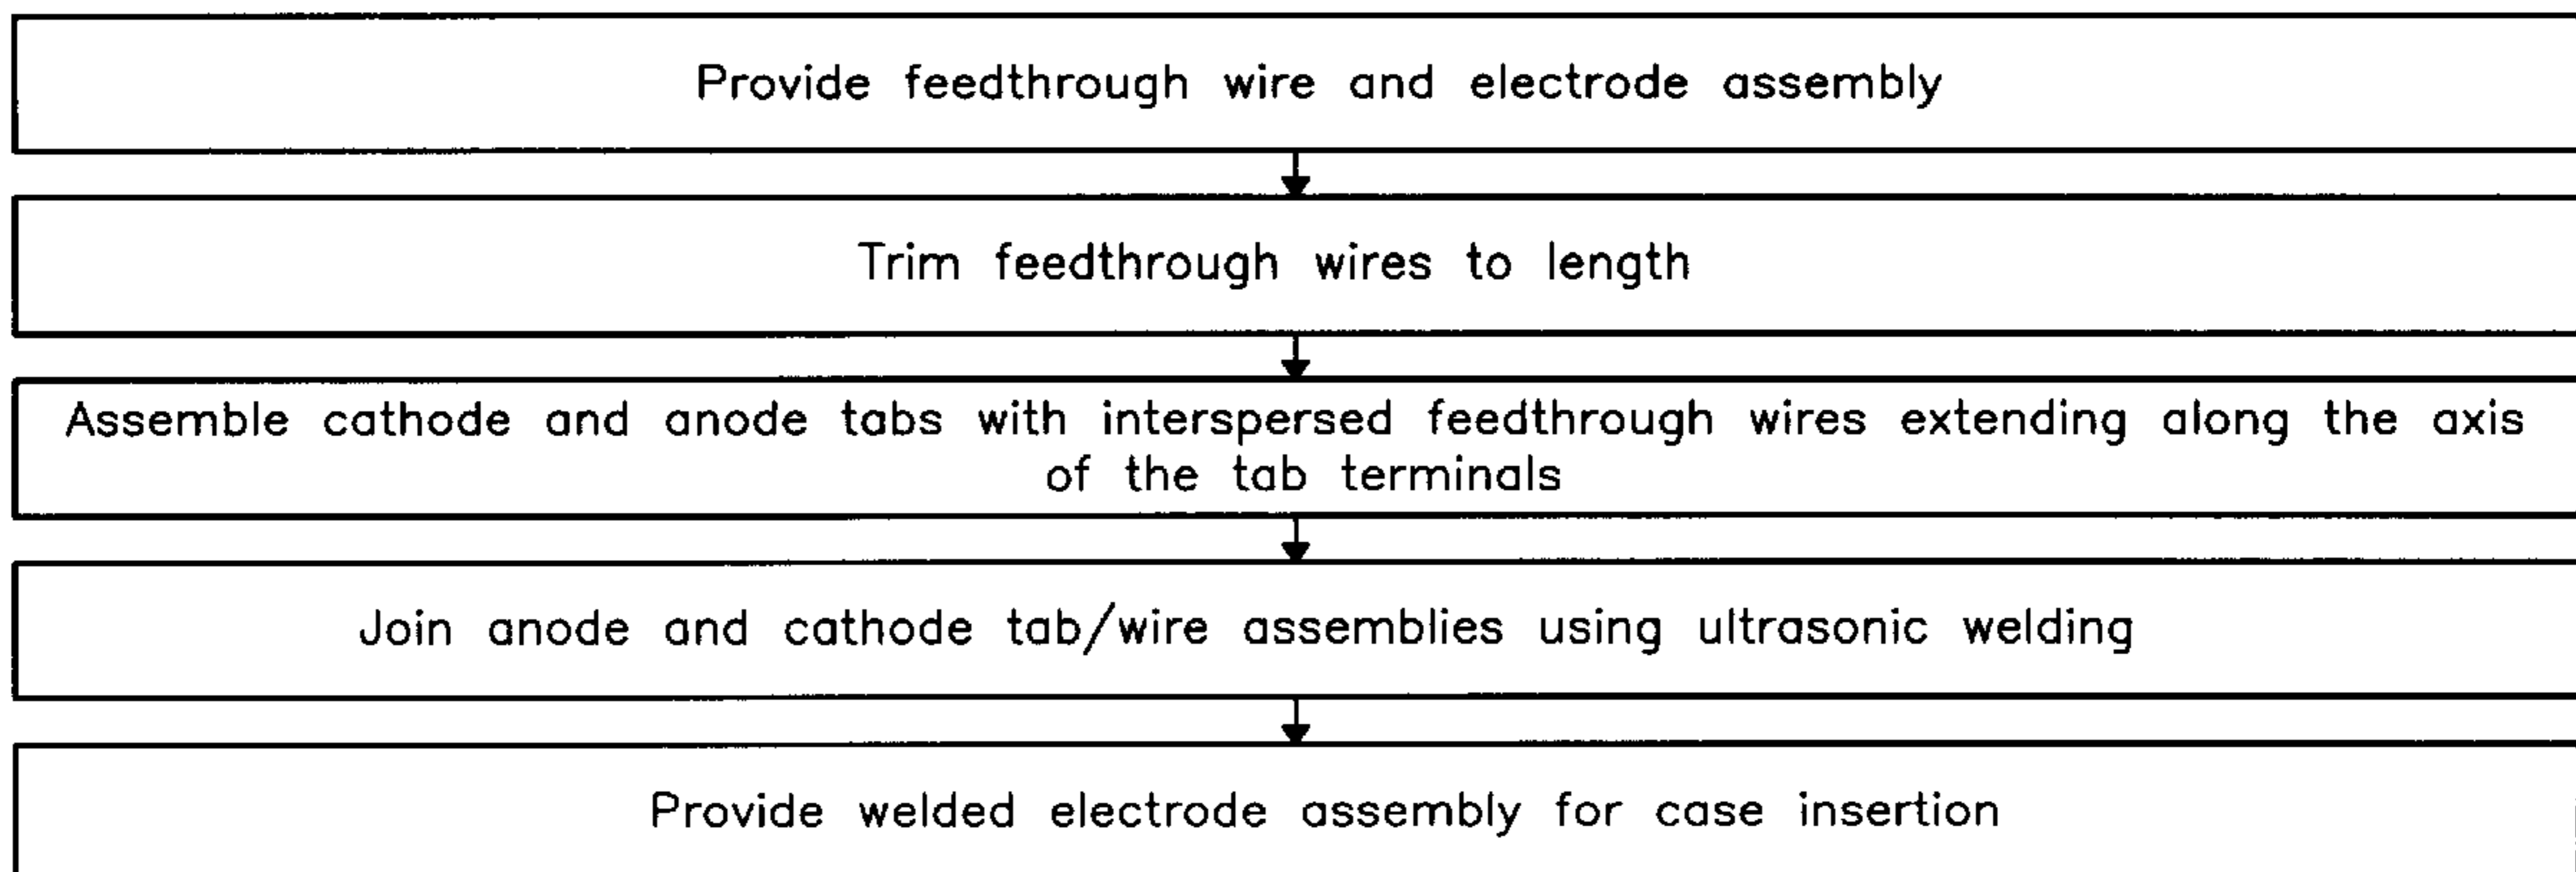 Provide feedthrough wire and electrode assembly
Trim feedthrough wires to length
Assemble cathode and anode tabs with interspersed feedthrough wires extending along the axis
of the tab terminals
Join anode and cathode tab/wire assemblies using ultrasonic welding
Provide welded electrode assembly for case insertion